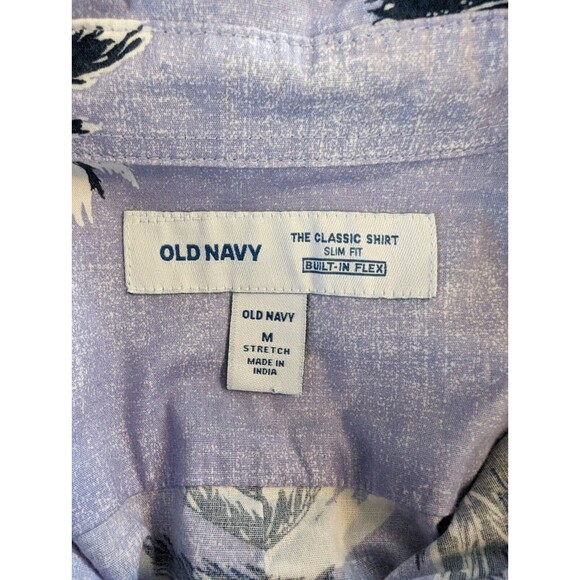 OLD NAVY
THE CLASSIC SHIRT
SLIM FIT
BUILT-IN FLEX
OLD NAVY
M
STRETCH
MADE IN
INDIA